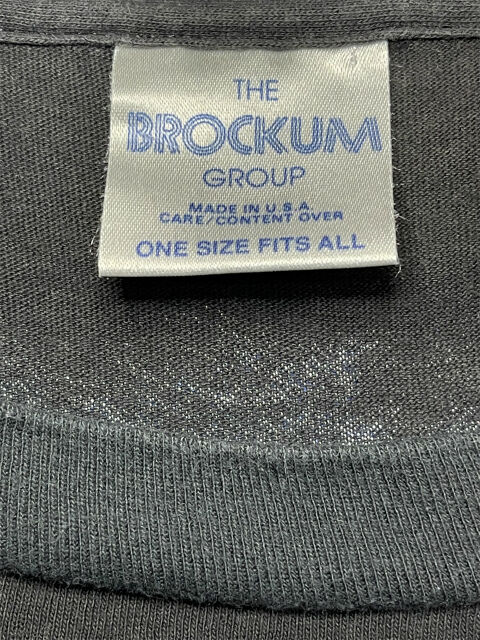 THE
BROCKUM
GROUP
MADE IN U.S.A.
CARE/CONTENT OVER
ONE SIZE FITS ALL